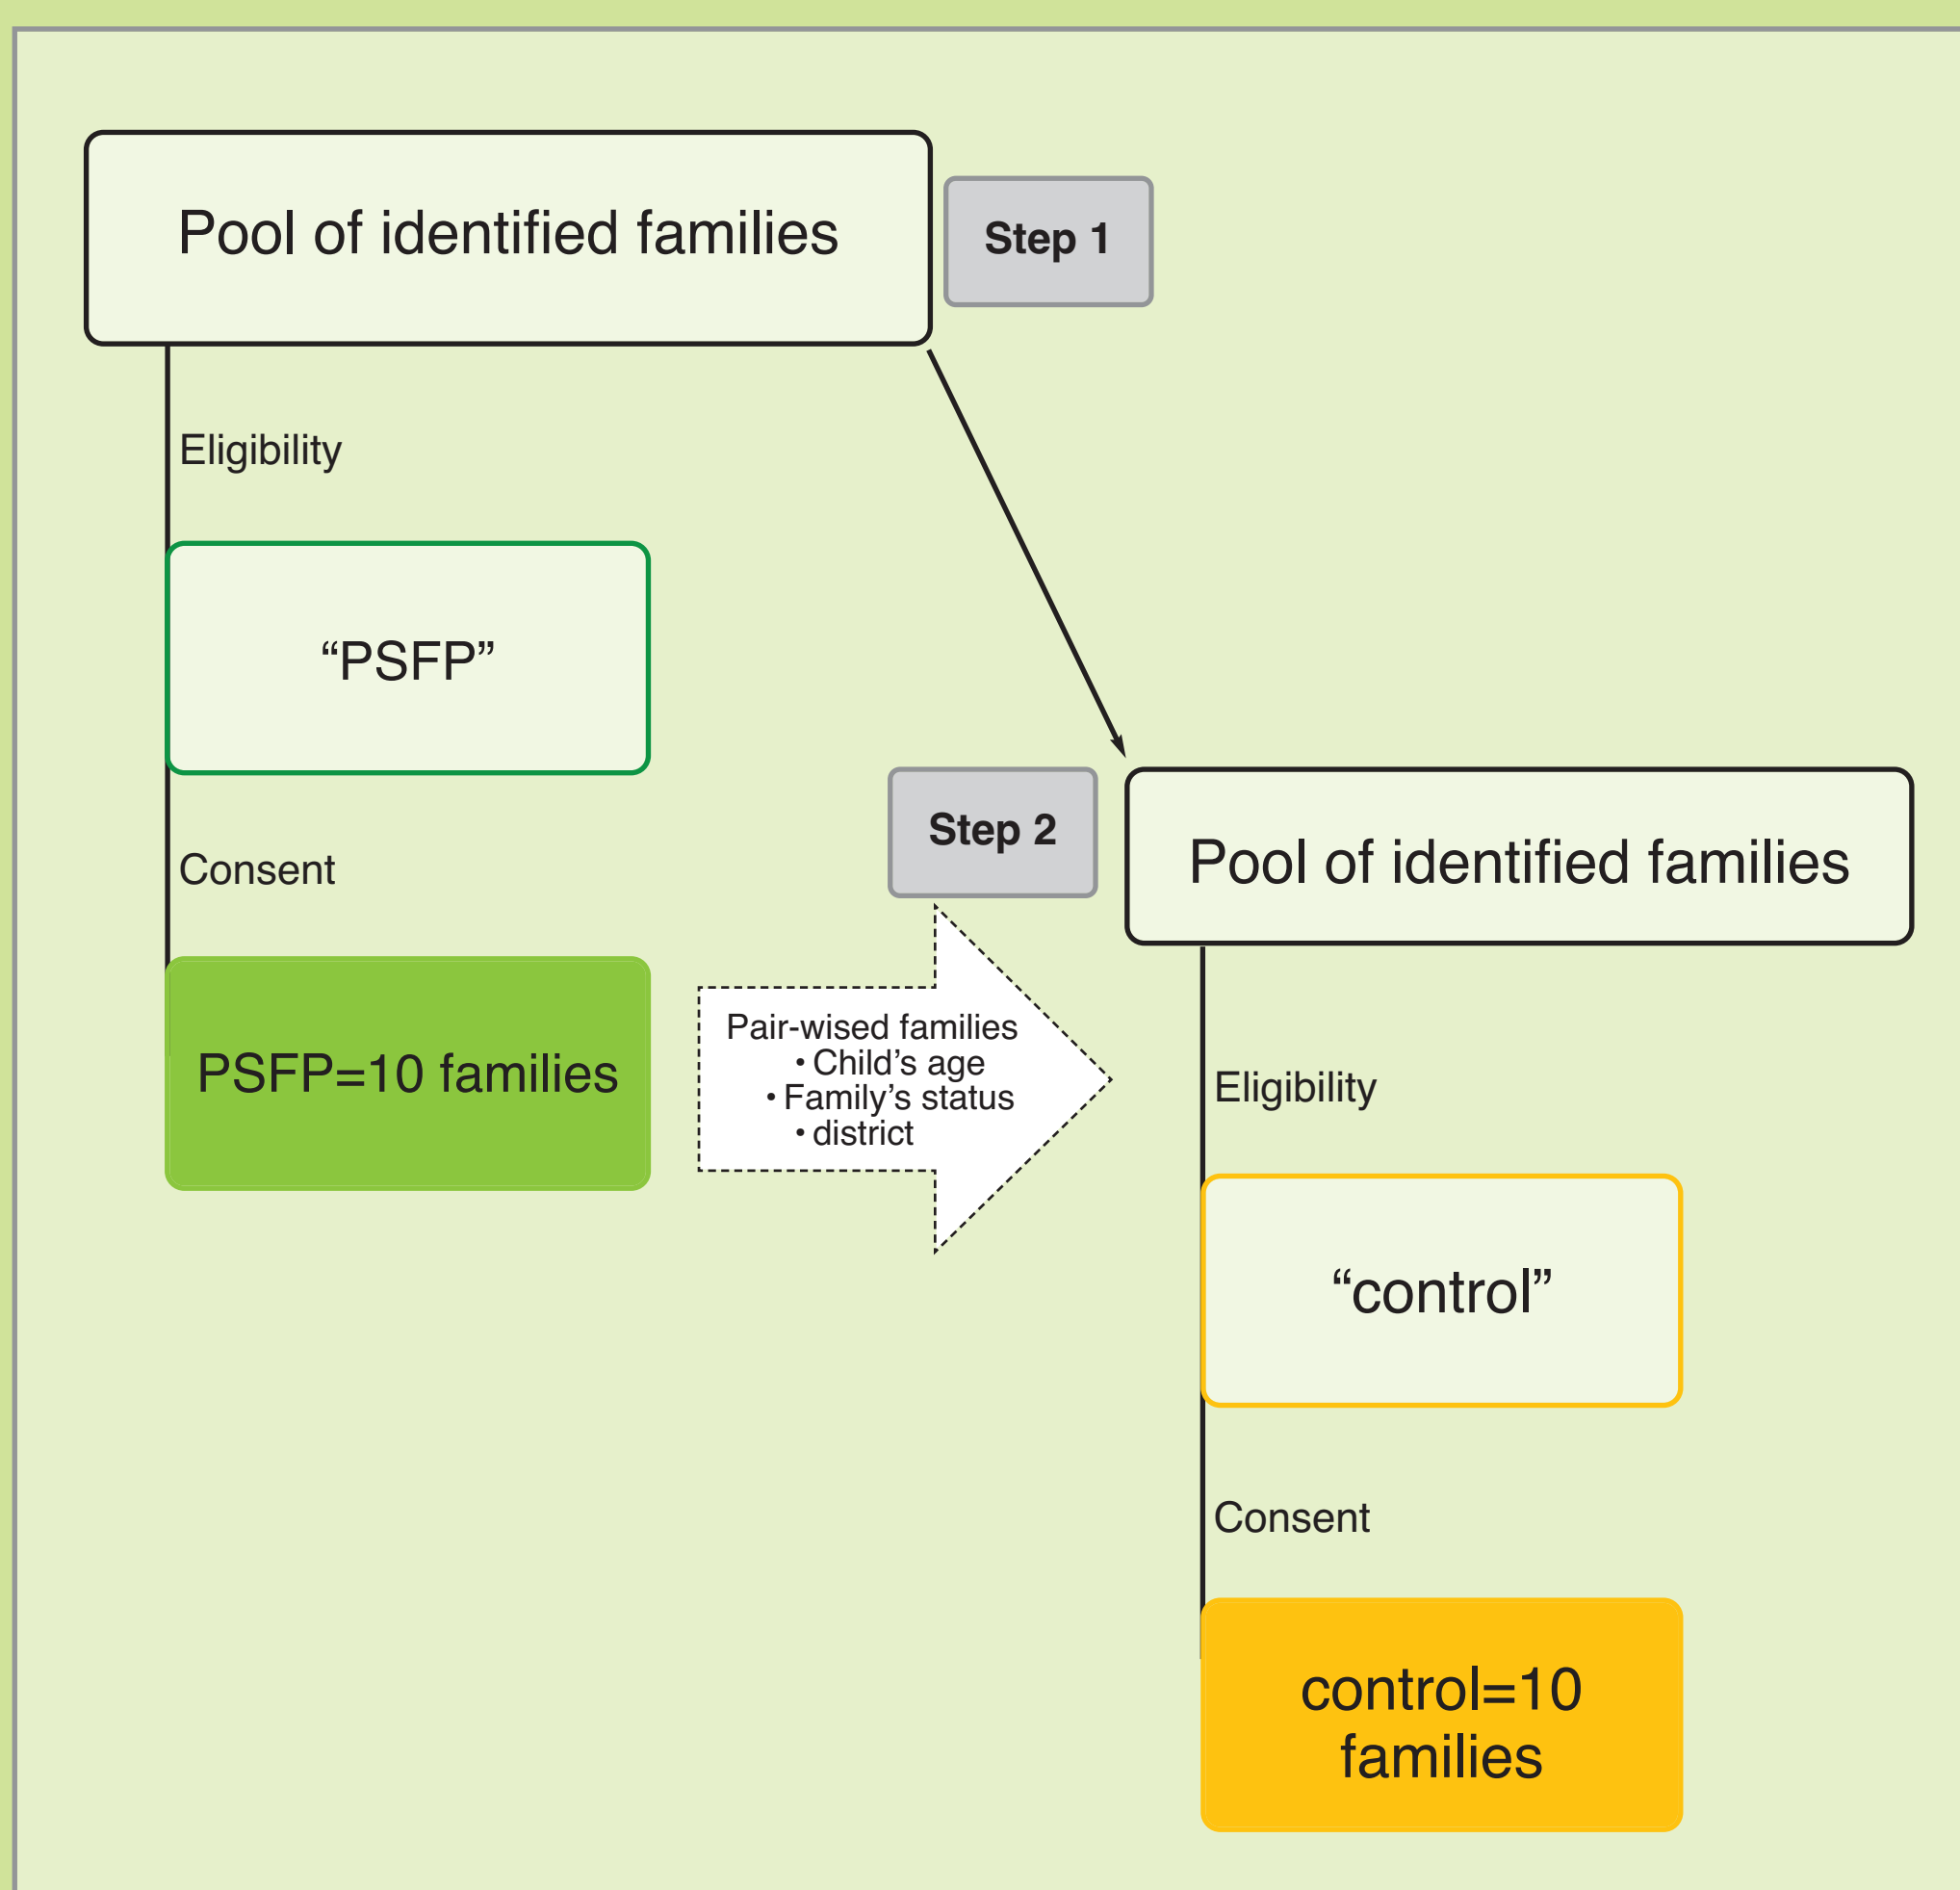 Pool of identified families
Step 1
Eligibility
“PSFP”
Consent
PSFP=10 families
Pair-wised families
• Child’s age
• Family’s status
• district
Step 2
Pool of identified families
Eligibility
“control”
Consent
control=10
families